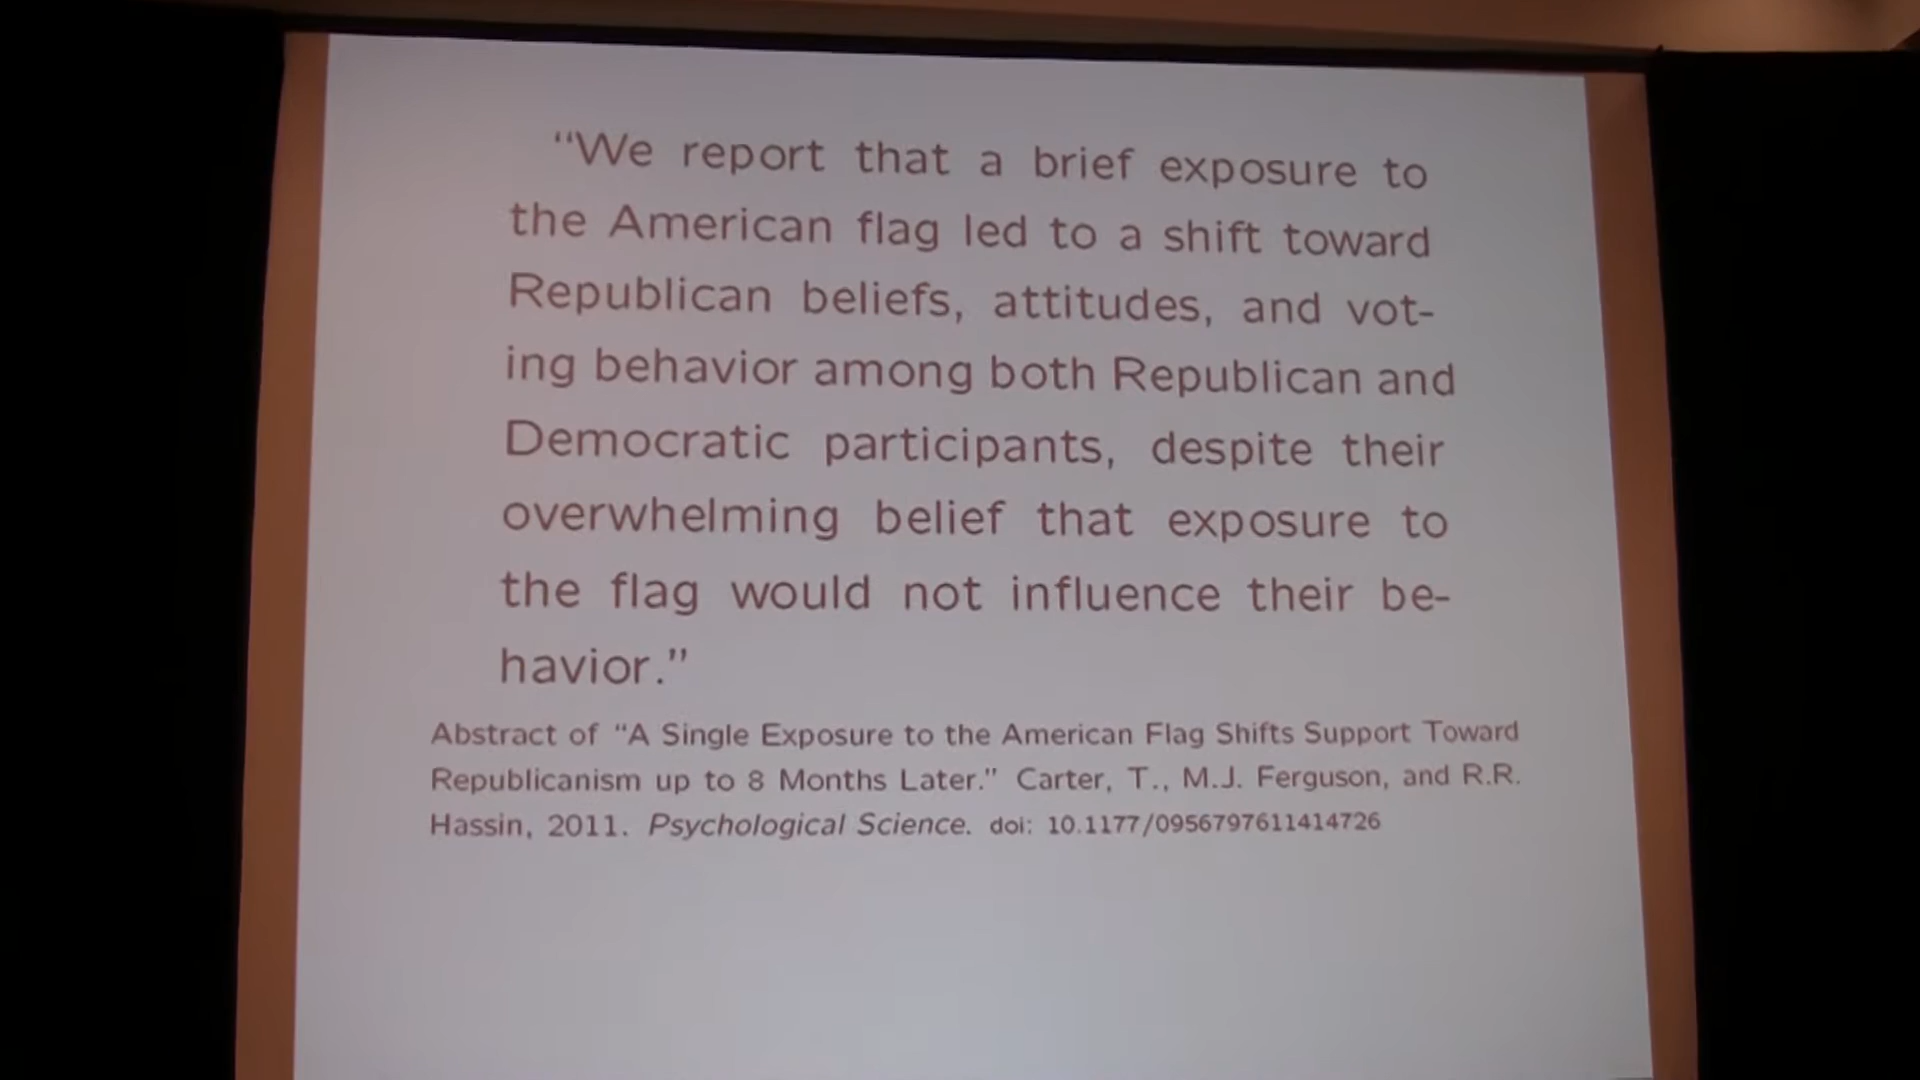 “We report that a brief exposure to
the American flag led to a shift toward
Republican beliefs, attitudes, and vot-
ing behavior among both Republican and
Democratic participants, despite their
overwhelming belief that exposure to
the flag would not influence their be-
havior.”
Abstract of “A Single Exposure to the American Flag Shifts Support Toward
Republicanism up to 8 Months Later.” Carter, T., M.J. Ferguson, and R.R.
Hassin, 2011. Psychological Science. doi: 10.1177/0956797611414726